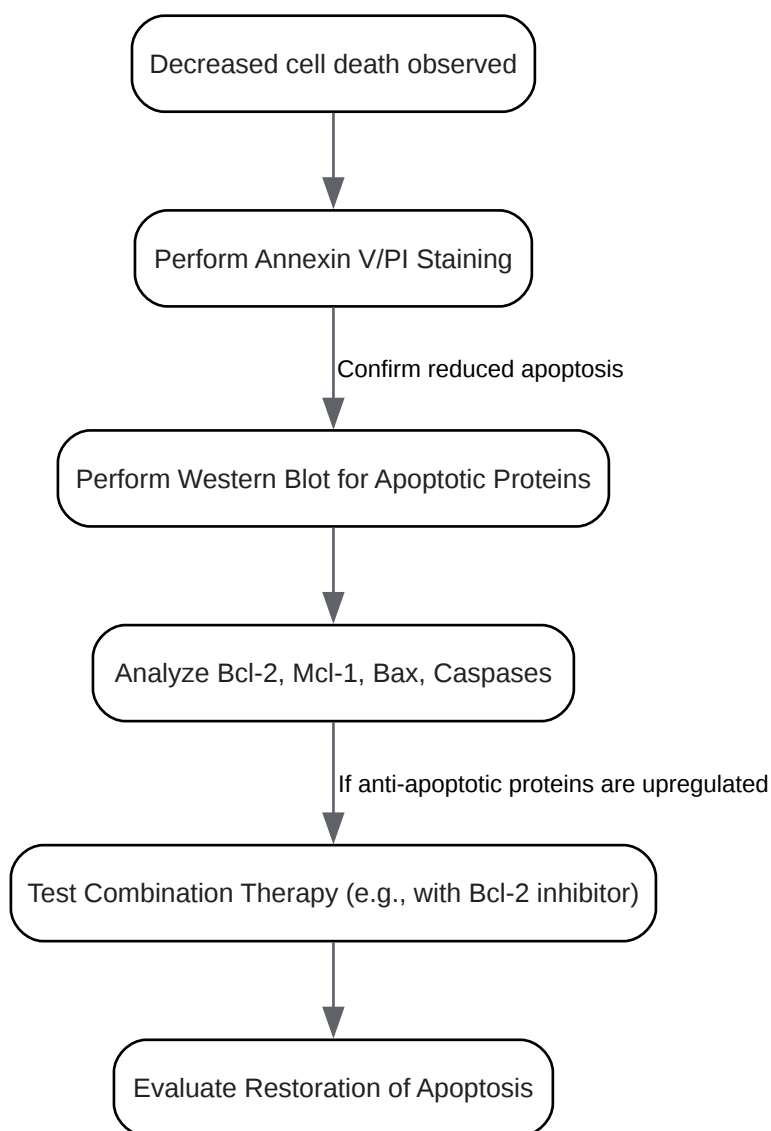 Decreased cell death observed
Perform Annexin V/PI Staining
Confirm reduced apoptosis
Perform Western Blot for Apoptotic Proteins
Analyze Bcl-2, Mcl-1, Bax, Caspases
If anti-apoptotic proteins are upregulated
Test Combination Therapy (e.g., with Bcl-2 inhibitor)
Evaluate Restoration of Apoptosis